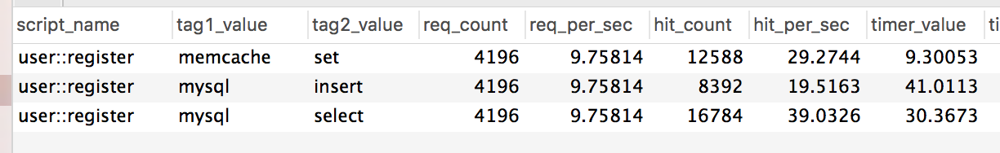 script_name tag1_value tag2_value req_count req_per_sec hit_count hit_per_sec timer_value ti
user::register memcache set 4196 9.75814 12588 29.2744 9.30053
user::register mysql insert 4196 9.75814 8392 19.5163 41.0113
user::register mysql select 4196 9.75814 16784 39.0326 30.3673